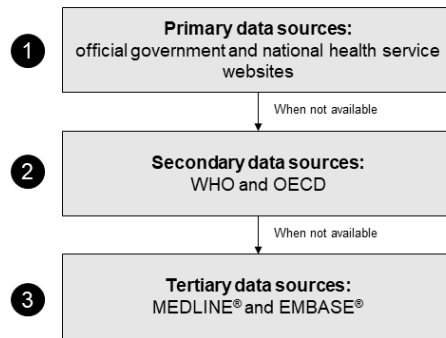 1
Primary data sources:
official government and national health service
websites
When not available
2
Secondary data sources:
WHO and OECD
When not available
3
Tertiary data sources:
MEDLINE® and EMBASE®